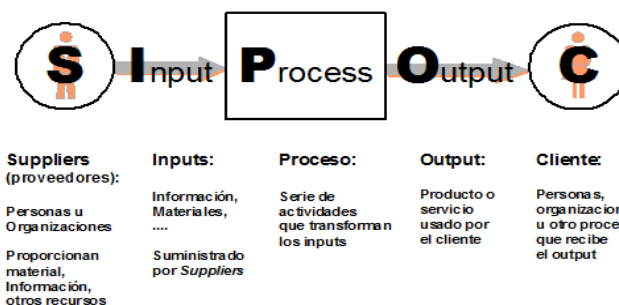 S Input Process Output C
Suppliers
(proveedores):
Personas u
Organizaciones
Proporcionan
material,
Información,
otros recursos
Inputs:
Información,
Materiales,
....
Suministrado
por Suppliers
Proceso:
Serie de
actividades
que transforman
los inputs
Output:
Producto o
servicio
usado por
el cliente
Cliente:
Personas,
u otro
que recibe
el output